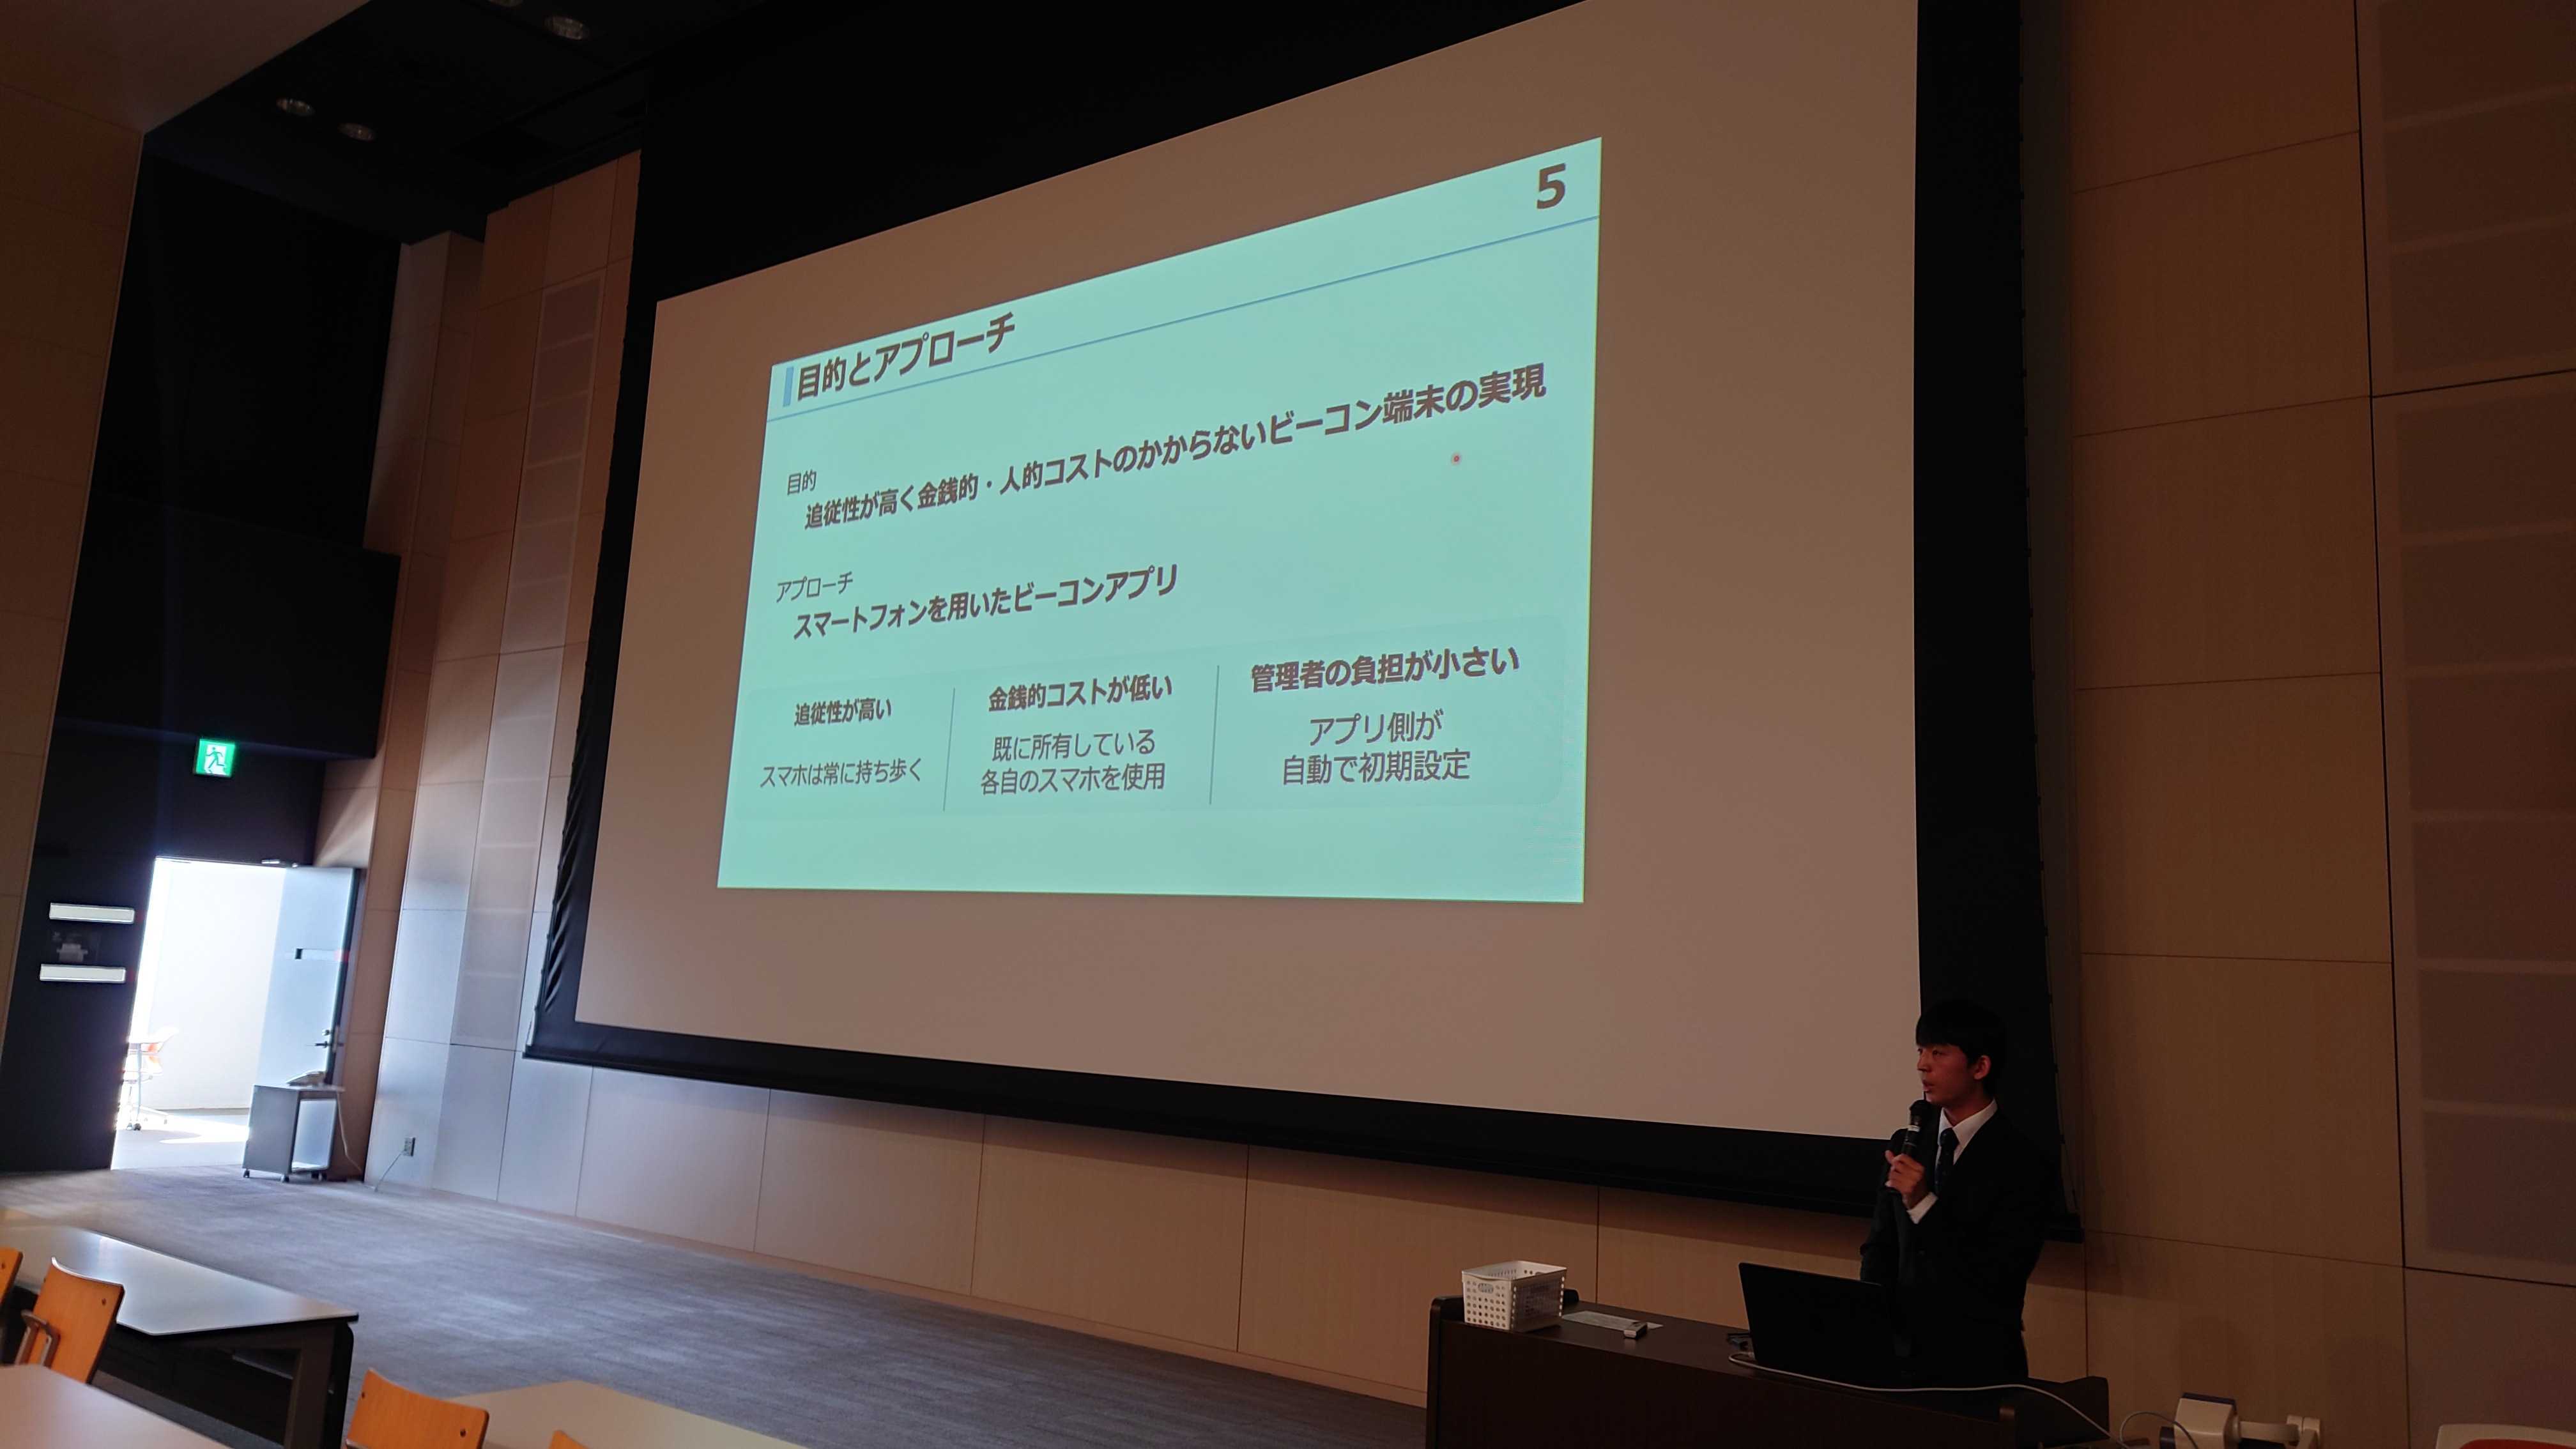 5
目的とアプローチ
目的
追従性が高く金銭的・人的コストのかからないビーコン端末の実現
アプローチ
スマートフォンを用いたビーコンアプリ
追従性が高い
スマホは常に持ち歩く
金銭的コストが低い
既に所有している
各自のスマホを使用
管理者の負担が小さい
アプリ側が
自動で初期設定